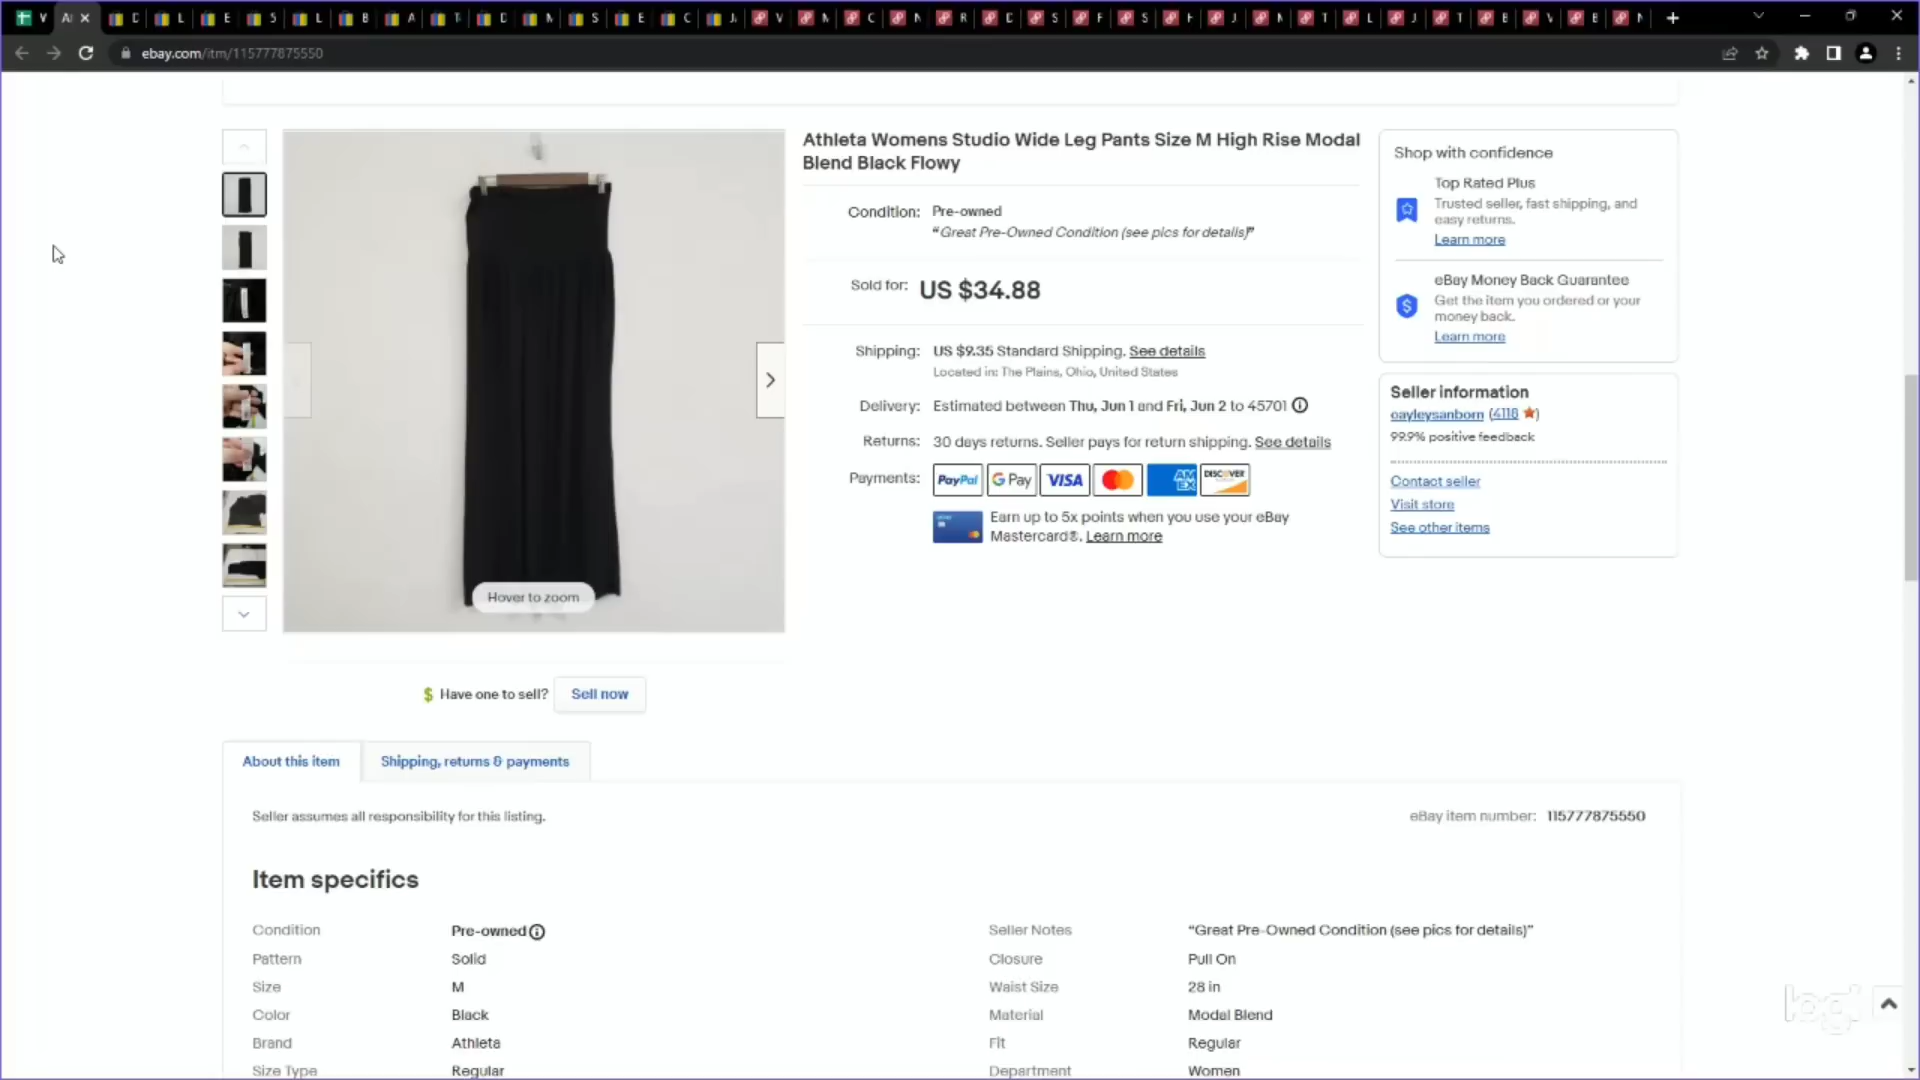 ebay.com/itm/115777875550
Athleta Womens Studio Wide Leg Pants Size M High Rise Modal
Blend Black Flowy
Condition: Pre-owned
“Great Pre-Owned Condition (see pics for details)”
Sold for: US $34.88
Shipping: US $9.35 Standard Shipping. See details
Located in: The Plains, Ohio, United States
Delivery: Estimated between Thu, Jun 1 and Fri, Jun 2 to 45701
Returns: 30 days returns. Seller pays for return shipping. See details
Payments: PayPal G Pay VISA AM EX DISCOVER
Earn up to 5x points when you use your eBay
Mastercard®. Learn more
Shop with confidence
Top Rated Plus
Trusted seller, fast shipping, and
easy returns.
Learn more
eBay Money Back Guarantee
Get the item you ordered or your
money back.
Learn more
Seller information
cayleysanborn (4118)
99.9% positive feedback
Contact seller
Visit store
See other items
Hover to zoom
Have one to sell? Sell now
About this item
Shipping, returns & payments
Seller assumes all responsibility for this listing.
eBay item number: 115777875550
Item specifics
Condition Pre-owned
Seller Notes “Great Pre-Owned Condition (see pics for details)”
Pattern Solid
Closure Pull On
Size M
Waist Size 28 in
Color Black
Material Modal Blend
Brand Athleta
Fit Regular
Size Type Regular
Department Women
logi